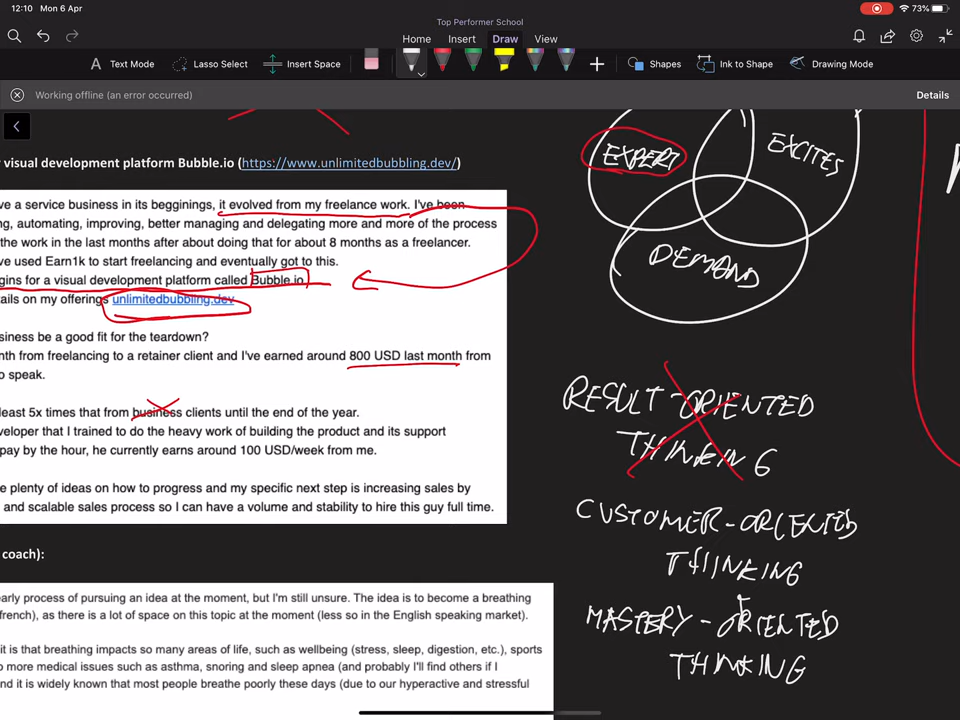 12:10 Mon 6 Apr
73%
Top Performer School
Home Insert Draw View
Text Mode Lasso Select Insert Space Shapes Ink to Shape Drawing Mode
Working offline (an error occurred) Details
visual development platform Bubble.io (https://www.unlimitedbubbling.dev/)
ve a service business in its begginings, it evolved from my freelance work. I've been
ng, automating, improving, better managing and delegating more and more of the process
the work in the last months after about doing that for about 8 months as a freelancer.
ve used Earn1k to start freelancing and eventually got to this.
gins for a visual development platform called Bubble.io
ails on my offerings unlimitedbubbling.dev
siness be a good fit for the teardown?
nth from freelancing to a retainer client and I've earned around 800 USD last month from
o speak.
least 5x times that from business clients until the end of the year.
veloper that I trained to do the heavy work of building the product and its support
pay by the hour, he currently earns around 100 USD/week from me.
e plenty of ideas on how to progress and my specific next step is increasing sales by
and scalable sales process so I can have a volume and stability to hire this guy full time.
coach):
early process of pursuing an idea at the moment, but I'm still unsure. The idea is to become a breathing
french), as there is a lot of space on this topic at the moment (less so in the English speaking market).
it is that breathing impacts so many areas of life, such as wellbeing (stress, sleep, digestion, etc.), sports
o more medical issues such as asthma, snoring and sleep apnea (and probably I'll find others if I
nd it is widely known that most people breathe poorly these days (due to our hyperactive and stressful
EXPERT
EXCITES
DEMAND
RESULT ORIENTED
THINKING
CUSTOMER-ORIENTED
THINKING
MASTERY-ORIENTED
THINKING